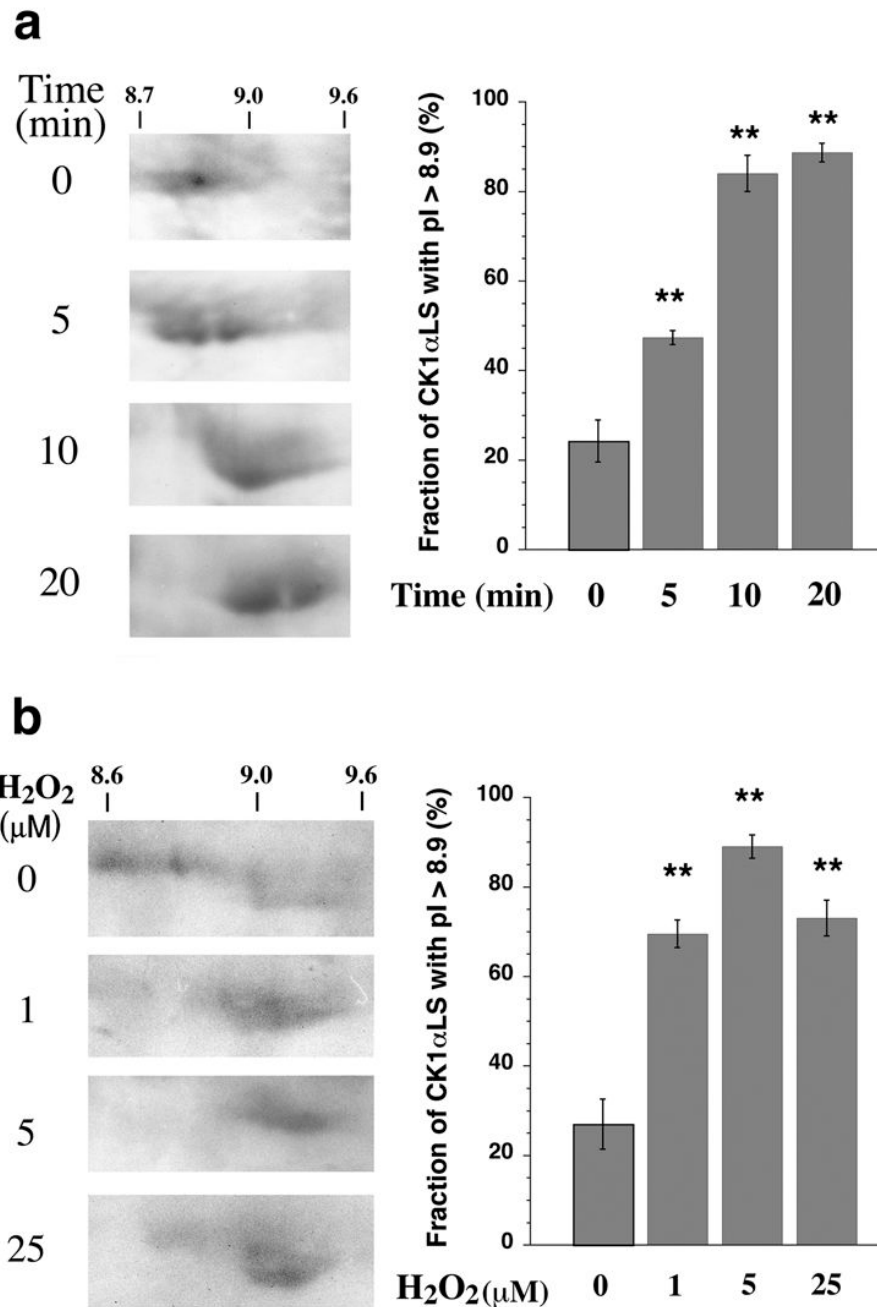 a
Time (min)
8.7 9.0 9.6
0
5
10
20
Fraction of CK1αLS with pI > 8.9 (%)
100
80
60
40
20
0
** ** **
Time (min) 0 5 10 20
b
H₂O₂ (μM)
8.6 9.0 9.6
0
1
5
25
Fraction of CK1αLS with pI > 8.9 (%)
100
80
60
40
20
0
** ** **
H₂O₂(μM) 0 1 5 25